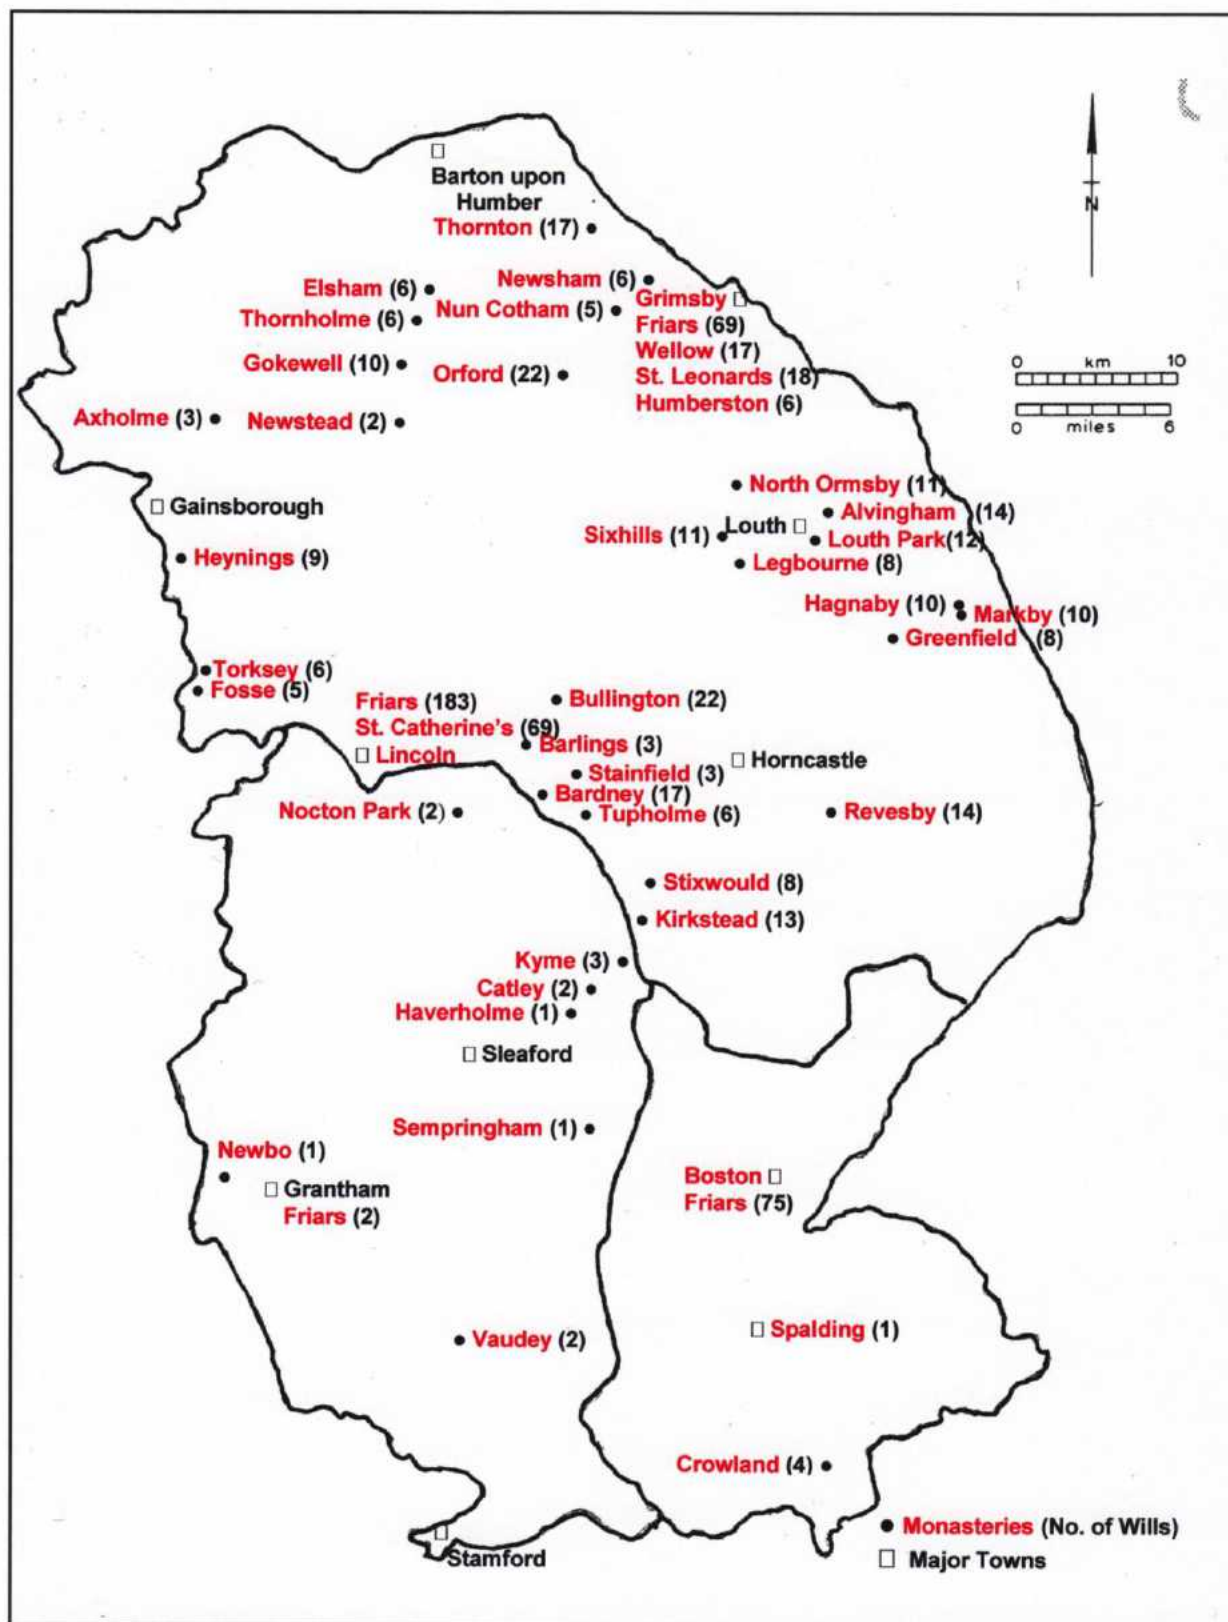 Barton upon
Humber
Thornton (17)
N
Elsham (6)
Newsham (6)
Thornholme (6)
Nun Cotham (5)
Grimsby
Friars (69)
Wellow (17)
St. Leonards (18)
Humberston (6)
Gokewell (10)
Orford (22)
0 km 10
0 miles 6
Axholme (3)
Newstead (2)
Gainsborough
North Ormsby (11)
Alvingham (14)
Louth
Sixhills (11)
Louth Park(12)
Heynings (9)
Legbourne (8)
Hagnaby (10)
Markby (10)
Greenfield (8)
Torksey (6)
Fosse (5)
Friars (183)
St. Catherine's (69)
Lincoln
Bullington (22)
Barlings (3)
Horncastle
Stainfield (3)
Bardney (17)
Nocton Park (2)
Tupholme (6)
Revesby (14)
Stixwould (8)
Kirkstead (13)
Kyme (3)
Catley (2)
Haverholme (1)
Sleaford
Sempringham (1)
Newbo (1)
Grantham
Friars (2)
Boston
Friars (75)
Vaudey (2)
Spalding (1)
Crowland (4)
Stamford
Monasteries (No. of Wills)
Major Towns